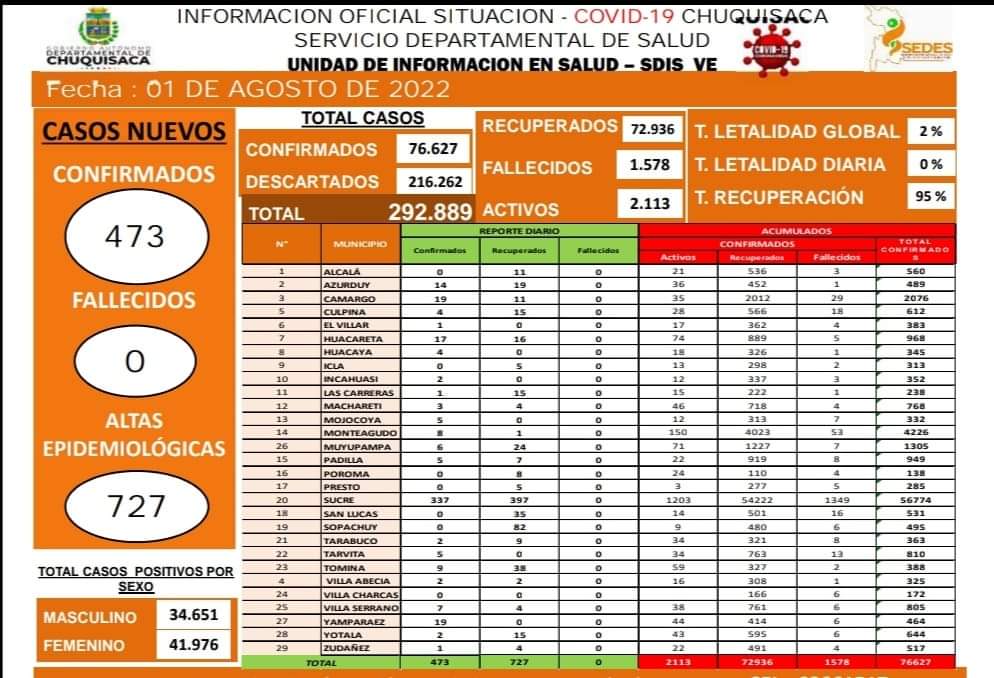 INFORMACION OFICIAL SITUACION - COVID-19 CHUQUISACA
SERVICIO DEPARTAMENTAL DE SALUD
UNIDAD DE INFORMACION EN SALUD – SDIS VE
GOBIERNO AUTÓNOMO
DEPARTAMENTAL DE
CHUQUISACA
COVID-19
SEDES
Fecha : 01 DE AGOSTO DE 2022
CASOS NUEVOS
CONFIRMADOS
473
FALLECIDOS
0
ALTAS
EPIDEMIOLÓGICAS
727
TOTAL CASOS POSITIVOS POR
SEXO
MASCULINO 34.651
FEMENINO 41.976
TOTAL CASOS
CONFIRMADOS 76.627
DESCARTADOS 216.262
TOTAL 292.889
RECUPERADOS 72.936
FALLECIDOS 1.578
ACTIVOS 2.113
T. LETALIDAD GLOBAL 2 %
T. LETALIDAD DIARIA 0 %
T. RECUPERACIÓN 95 %
N° MUNICIPIO REPORTE DIARIO ACUMULADOS
CONFIRMADOS TOTAL CONFIRMADOS
Confirmados Recuperados Fallecidos Activos Recuperados Fallecidos
1 ALCALÁ 0 11 0 21 536 3 560
2 AZURDUY 14 19 0 36 452 1 489
3 CAMARGO 19 11 0 35 2012 29 2076
5 CULPINA 4 15 0 28 566 18 612
6 EL VILLAR 1 0 0 17 362 4 383
7 HUACARETA 17 16 0 74 889 5 968
8 HUACAYA 4 0 0 18 326 1 345
9 ICLA 0 5 0 13 298 2 313
10 INCAHUASI 2 0 0 12 337 3 352
11 LAS CARRERAS 1 15 0 15 222 1 238
12 MACHARETI 3 4 0 46 718 4 768
13 MOJOCOYA 5 0 0 12 313 7 332
14 MONTEAGUDO 8 1 0 150 4023 53 4226
26 MUYUPAMPA 6 24 0 71 1227 7 1305
15 PADILLA 5 7 0 22 919 8 949
16 POROMA 0 8 0 24 110 4 138
17 PRESTO 0 5 0 3 277 5 285
20 SUCRE 337 397 0 1203 54222 1349 56774
18 SAN LUCAS 0 35 0 14 501 16 531
19 SOPACHUY 0 82 0 9 480 6 495
21 TARABUCO 2 9 0 34 321 8 363
22 TARVITA 5 0 0 34 763 13 810
23 TOMINA 9 38 0 59 327 2 388
4 VILLA ABECIA 2 2 0 16 308 1 325
24 VILLA CHARCAS 0 0 0 166 6 172
25 VILLA SERRANO 7 4 0 38 761 6 805
27 YAMPARAEZ 19 0 0 44 414 6 464
28 YOTALA 2 15 0 43 595 6 644
29 ZUDAÑEZ 1 4 0 22 491 4 517
TOTAL 473 727 0 2113 72936 1578 76627